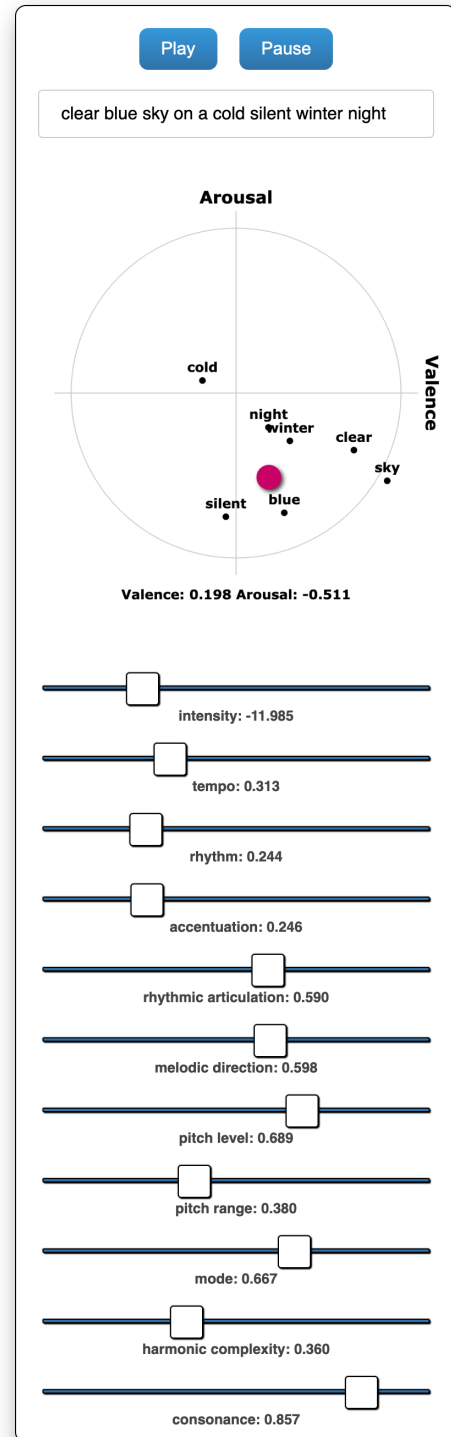 Play Pause
clear blue sky on a cold silent winter night
Arousal
Valence
cold
night
winter
clear
sky
silent
blue
Valence: 0.198 Arousal: -0.511
intensity: -11.985
tempo: 0.313
rhythm: 0.244
accentuation: 0.246
rhythmic articulation: 0.590
melodic direction: 0.598
pitch level: 0.689
pitch range: 0.380
mode: 0.667
harmonic complexity: 0.360
consonance: 0.857